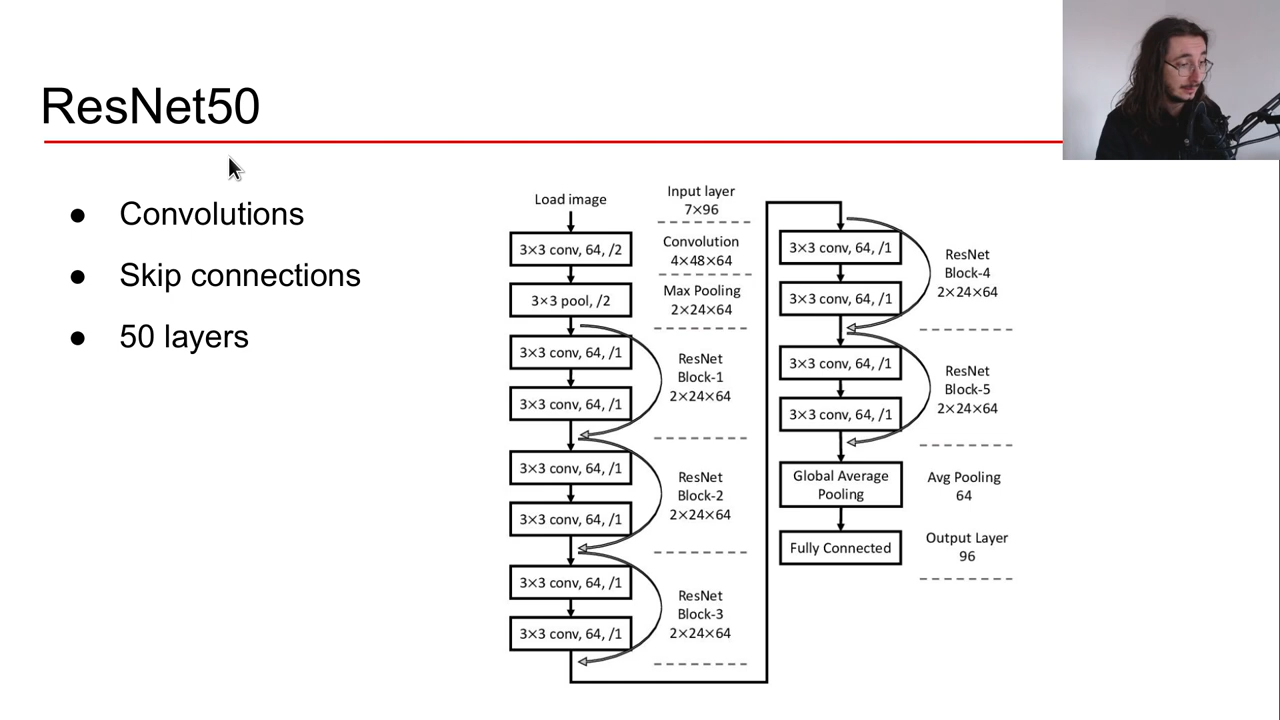 ResNet50
● Convolutions
● Skip connections
● 50 layers
Load image
3×3 conv, 64, /2
3×3 pool, /2
3×3 conv, 64, /1
3×3 conv, 64, /1
3×3 conv, 64, /1
3×3 conv, 64, /1
3×3 conv, 64, /1
3×3 conv, 64, /1
Input layer
7×96
Convolution
4×48×64
Max Pooling
2×24×64
ResNet
Block-1
2×24×64
ResNet
Block-2
2×24×64
ResNet
Block-3
2×24×64
3×3 conv, 64, /1
3×3 conv, 64, /1
3×3 conv, 64, /1
3×3 conv, 64, /1
Global Average
Pooling
Fully Connected
ResNet
Block-4
2×24×64
ResNet
Block-5
2×24×64
Avg Pooling
64
Output Layer
96